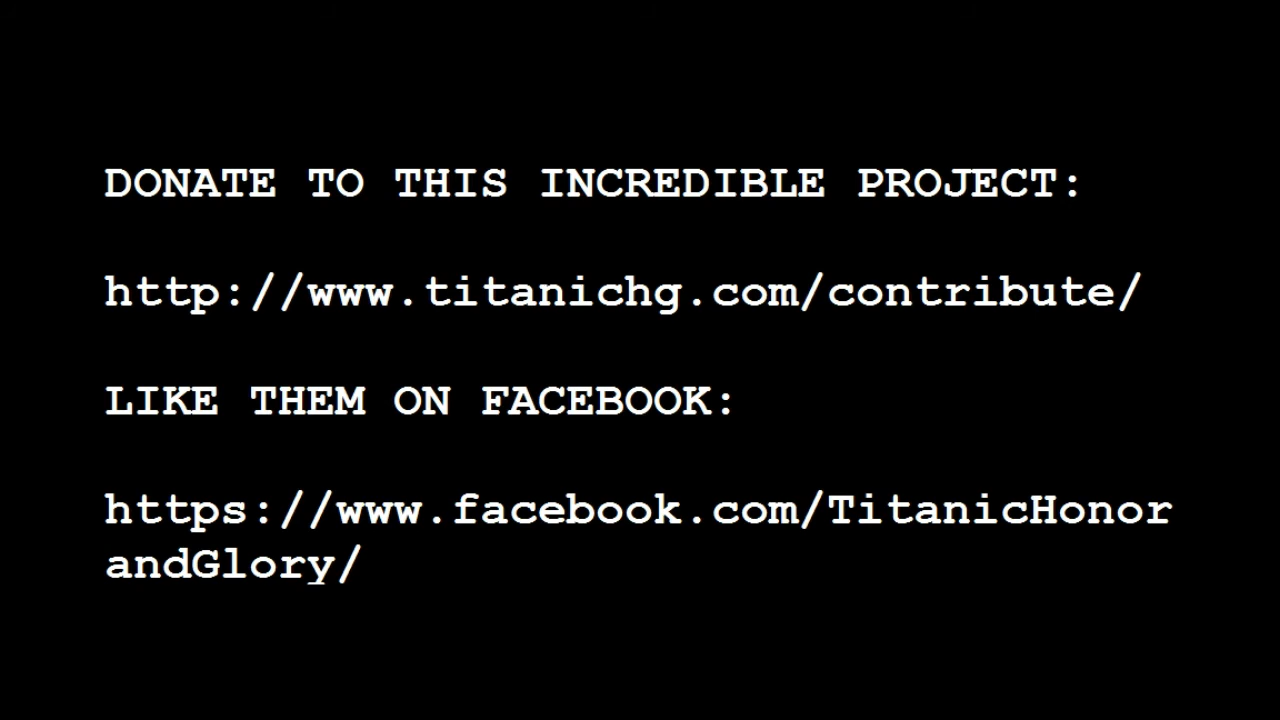 DONATE TO THIS INCREDIBLE PROJECT:
http://www.titanichg.com/contribute/
LIKE THEM ON FACEBOOK:
https://www.facebook.com/TitanicHonor
andGlory/